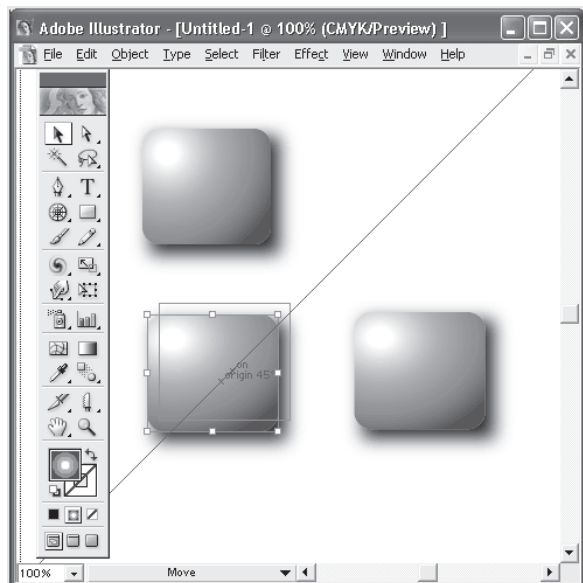 Adobe Illustrator - [Untitled-1 @ 100% (CMYK/Preview) ]
File Edit Object Type Select Filter Effect View Window Help
T
on
origin 45°
100% Move